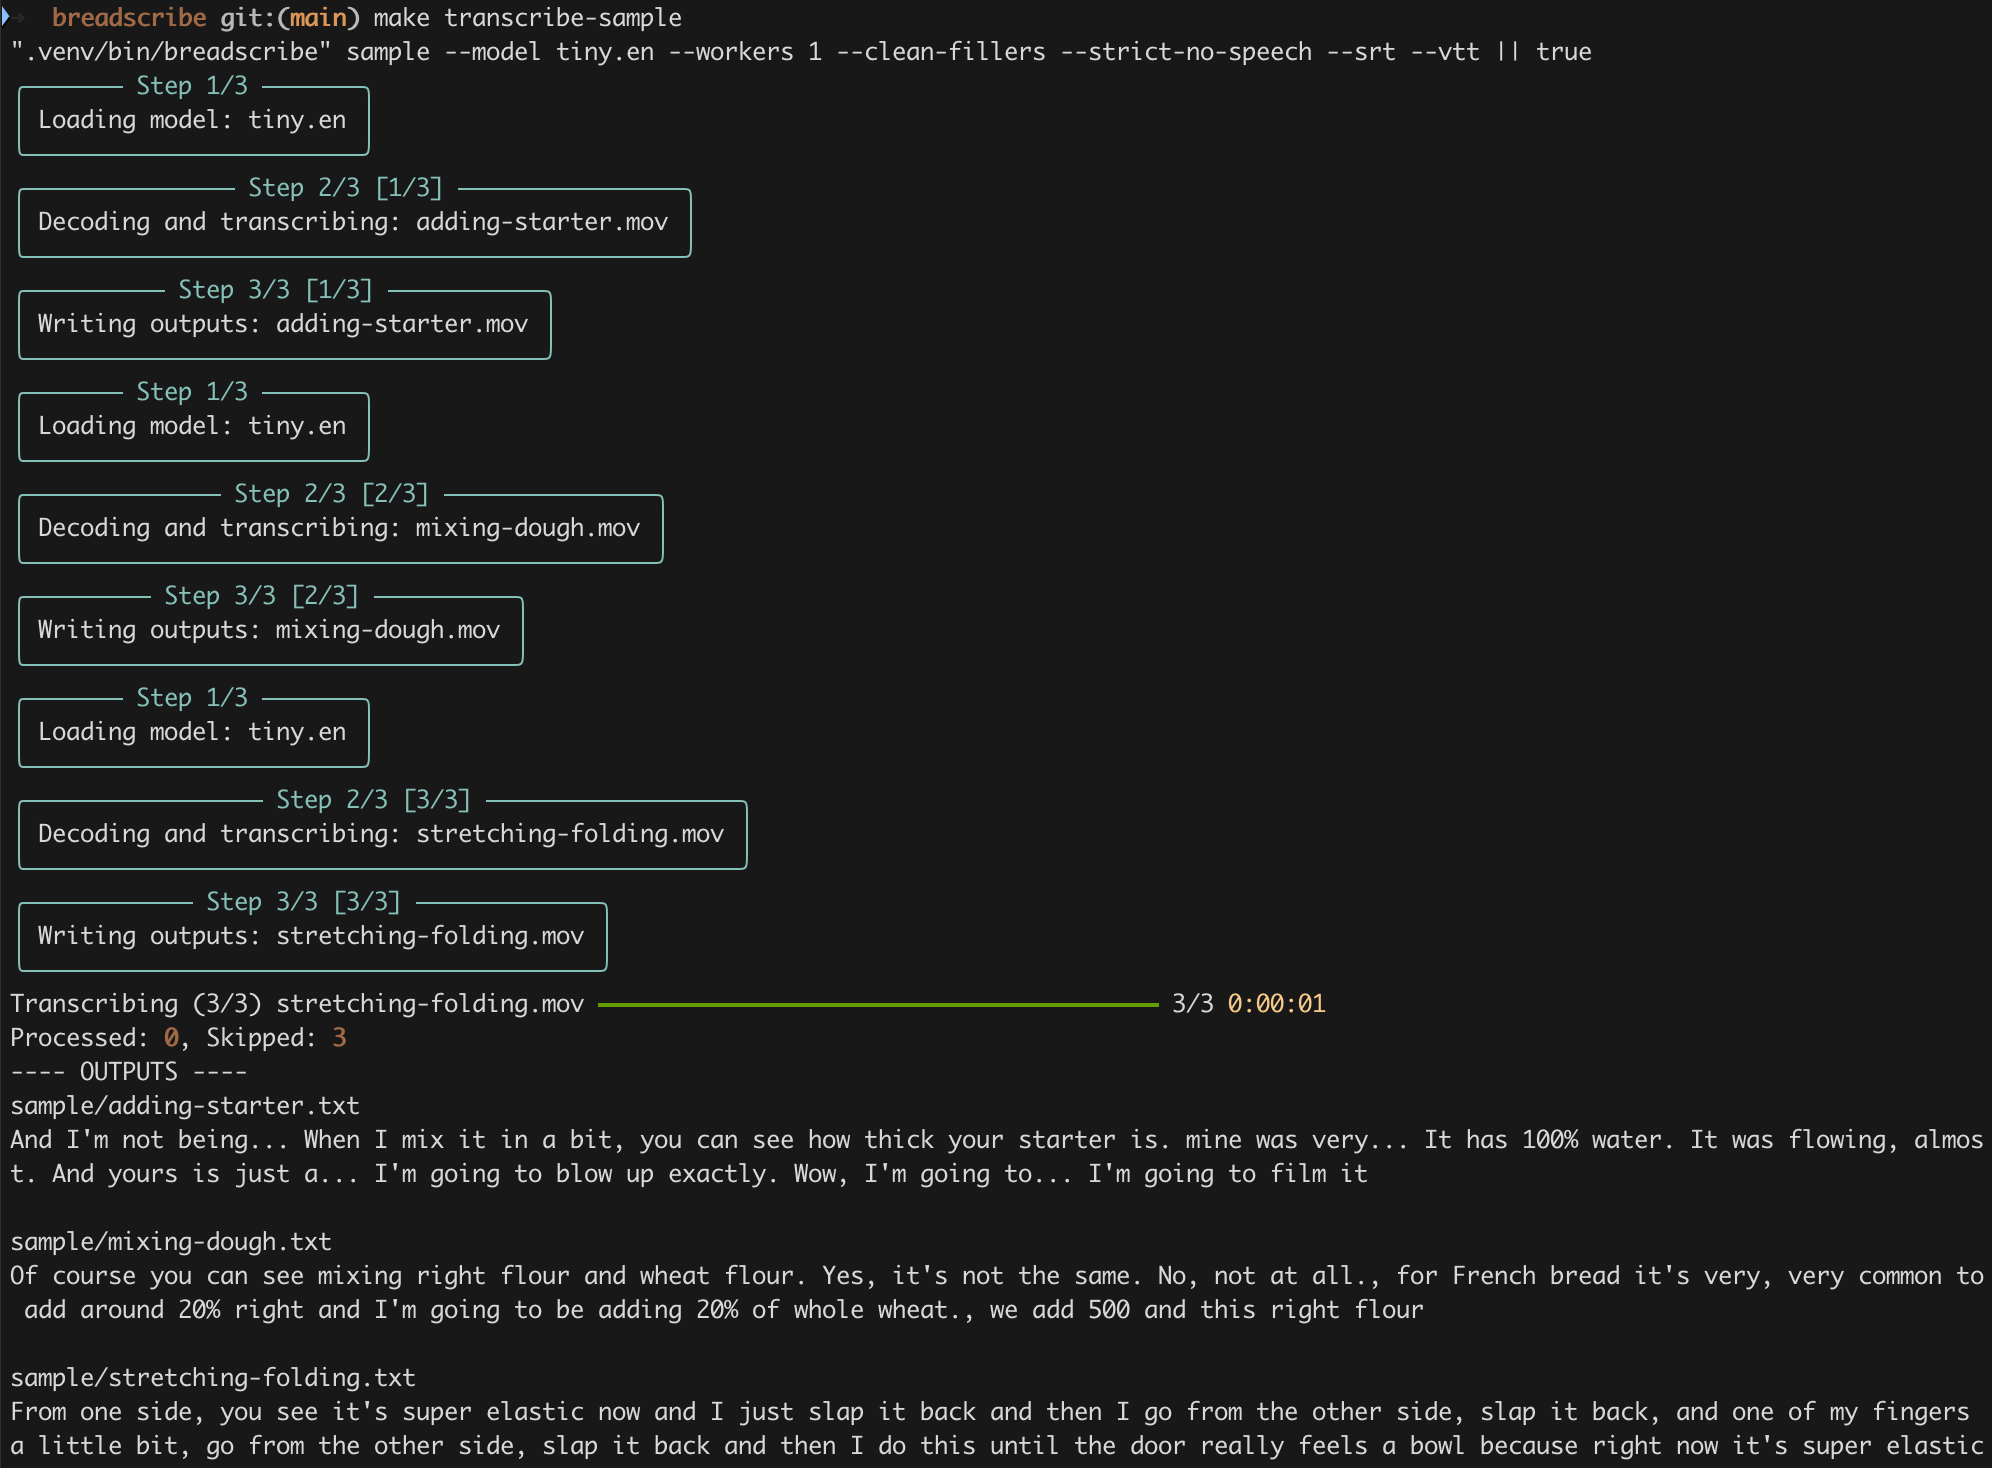 ➜  breadscribe git:(main) make transcribe-sample
".venv/bin/breadscribe" sample --model tiny.en --workers 1 --clean-fillers --strict-no-speech --srt --vtt || true
Step 1/3
Loading model: tiny.en
Step 2/3 [1/3]
Decoding and transcribing: adding-starter.mov
Step 3/3 [1/3]
Writing outputs: adding-starter.mov
Step 1/3
Loading model: tiny.en
Step 2/3 [2/3]
Decoding and transcribing: mixing-dough.mov
Step 3/3 [2/3]
Writing outputs: mixing-dough.mov
Step 1/3
Loading model: tiny.en
Step 2/3 [3/3]
Decoding and transcribing: stretching-folding.mov
Step 3/3 [3/3]
Writing outputs: stretching-folding.mov
Transcribing (3/3) stretching-folding.mov 3/3 0:00:01
Processed: 0, Skipped: 3
---- OUTPUTS ----
sample/adding-starter.txt
And I'm not being... When I mix it in a bit, you can see how thick your starter is. mine was very... It has 100% water. It was flowing, almos
t. And yours is just a... I'm going to blow up exactly. Wow, I'm going to... I'm going to film it
sample/mixing-dough.txt
Of course you can see mixing right flour and wheat flour. Yes, it's not the same. No, not at all., for French bread it's very, very common to
add around 20% right and I'm going to be adding 20% of whole wheat., we add 500 and this right flour
sample/stretching-folding.txt
From one side, you see it's super elastic now and I just slap it back and then I go from the other side, slap it back, and one of my fingers
a little bit, go from the other side, slap it back and then I do this until the door really feels a bowl because right now it's super elastic